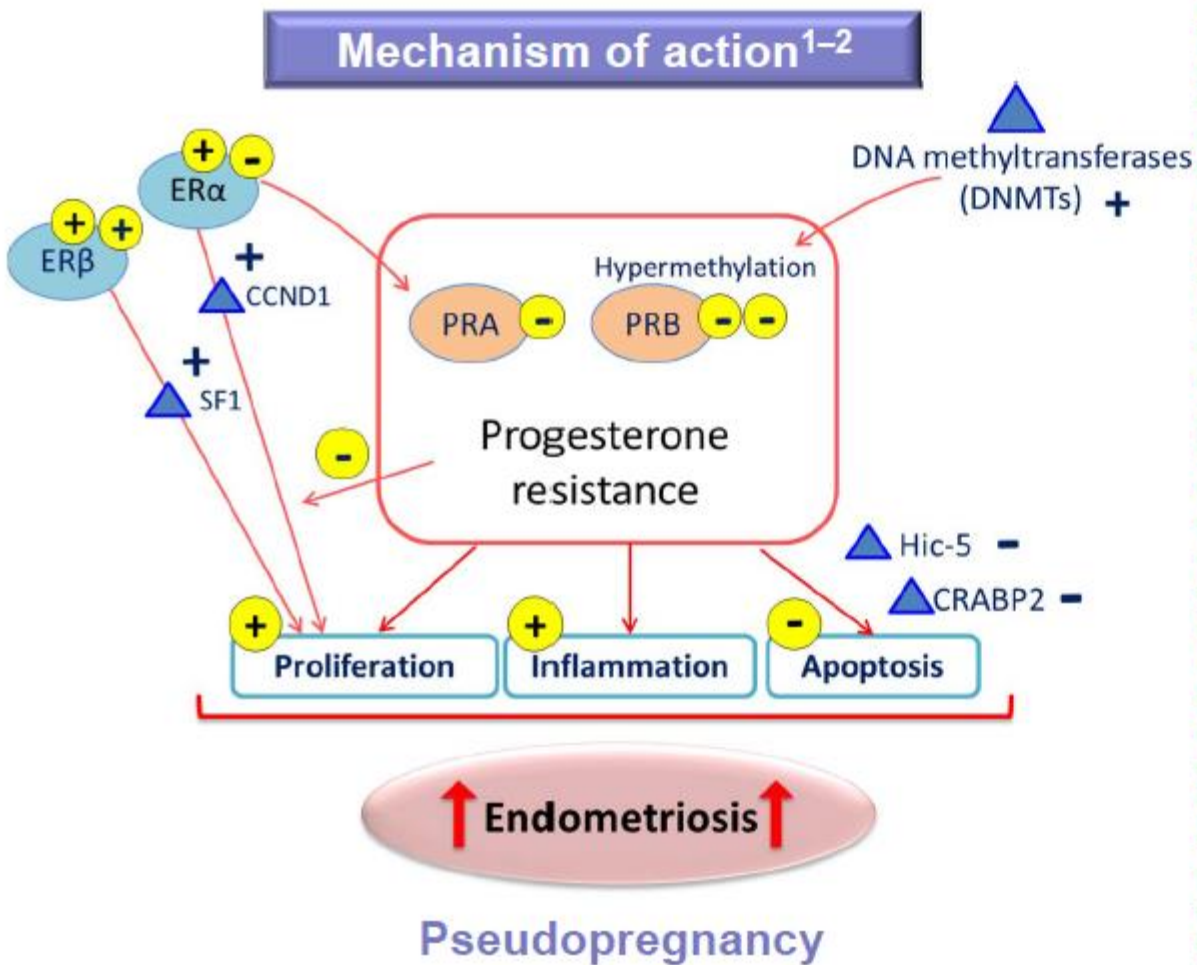 Mechanism of action¹⁻²
+
-
ERα
+ +
ERβ
DNA methyltransferases
(DNMTs) +
+
CCND1
Hypermethylation
PRA -
PRB - -
+
SF1
-
Progesterone
resistance
Hic-5 -
CRABP2 -
+
Proliferation
+
Inflammation
-
Apoptosis
Endometriosis
Pseudopregnancy